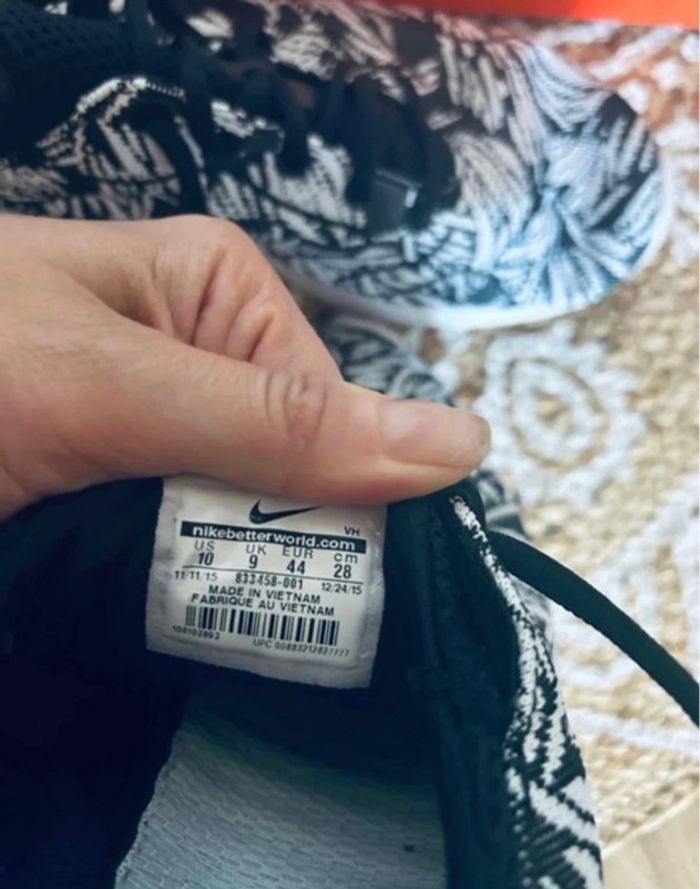 VH
nikebetterworld.com
US UK EUR cm
10 9 44 28
11/11/15 833458-001 12/24/15
MADE IN VIETNAM
FABRIQUE AU VIETNAM
UPC